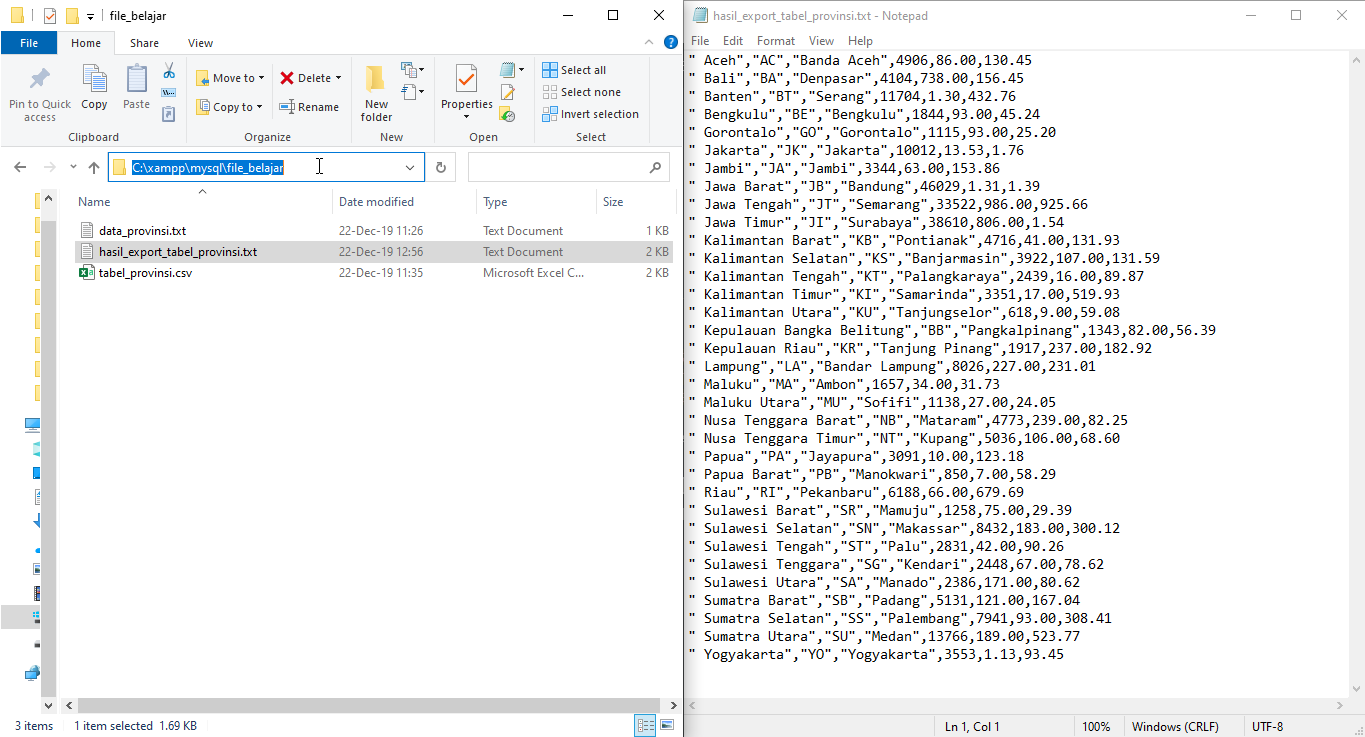 file_belajar
File Home Share View
Pin to Quick access
Copy
Paste
Clipboard
Move to
Copy to
Delete
Rename
Organize
New folder
New
Properties
Open
Select all
Select none
Invert selection
Select
C:\xampp\mysql\file_belajar
Name Date modified Type Size
data_provinsi.txt 22-Dec-19 11:26 Text Document 1 KB
hasil_export_tabel_provinsi.txt 22-Dec-19 12:56 Text Document 2 KB
tabel_provinsi.csv 22-Dec-19 11:35 Microsoft Excel C... 2 KB
3 items 1 item selected 1.69 KB
hasil_export_tabel_provinsi.txt - Notepad
File Edit Format View Help
" Aceh","AC","Banda Aceh",4906,86.00,130.45
" Bali","BA","Denpasar",4104,738.00,156.45
" Banten","BT","Serang",11704,1.30,432.76
" Bengkulu","BE","Bengkulu",1844,93.00,45.24
" Gorontalo","GO","Gorontalo",1115,93.00,25.20
" Jakarta","JK","Jakarta",10012,13.53,1.76
" Jambi","JA","Jambi",3344,63.00,153.86
" Jawa Barat","JB","Bandung",46029,1.31,1.39
" Jawa Tengah","JT","Semarang",33522,986.00,925.66
" Jawa Timur","JI","Surabaya",38610,806.00,1.54
" Kalimantan Barat","KB","Pontianak",4716,41.00,131.93
" Kalimantan Selatan","KS","Banjarmasin",3922,107.00,131.59
" Kalimantan Tengah","KT","Palangkaraya",2439,16.00,89.87
" Kalimantan Timur","KI","Samarinda",3351,17.00,519.93
" Kalimantan Utara","KU","Tanjungselor",618,9.00,59.08
" Kepulauan Bangka Belitung","BB","Pangkalpinang",1343,82.00,56.39
" Kepulauan Riau","KR","Tanjung Pinang",1917,237.00,182.92
" Lampung","LA","Bandar Lampung",8026,227.00,231.01
" Maluku","MA","Ambon",1657,34.00,31.73
" Maluku Utara","MU","Sofifi",1138,27.00,24.05
" Nusa Tenggara Barat","NB","Mataram",4773,239.00,82.25
" Nusa Tenggara Timur","NT","Kupang",5036,106.00,68.60
" Papua","PA","Jayapura",3091,10.00,123.18
" Papua Barat","PB","Manokwari",850,7.00,58.29
" Riau","RI","Pekanbaru",6188,66.00,679.69
" Sulawesi Barat","SR","Mamuju",1258,75.00,29.39
" Sulawesi Selatan","SN","Makassar",8432,183.00,300.12
" Sulawesi Tengah","ST","Palu",2831,42.00,90.26
" Sulawesi Tenggara","SG","Kendari",2448,67.00,78.62
" Sulawesi Utara","SA","Manado",2386,171.00,80.62
" Sumatra Barat","SB","Padang",5131,121.00,167.04
" Sumatra Selatan","SS","Palembang",7941,93.00,308.41
" Sumatra Utara","SU","Medan",13766,189.00,523.77
" Yogyakarta","YO","Yogyakarta",3553,1.13,93.45
Ln 1, Col 1 100% Windows (CRLF) UTF-8